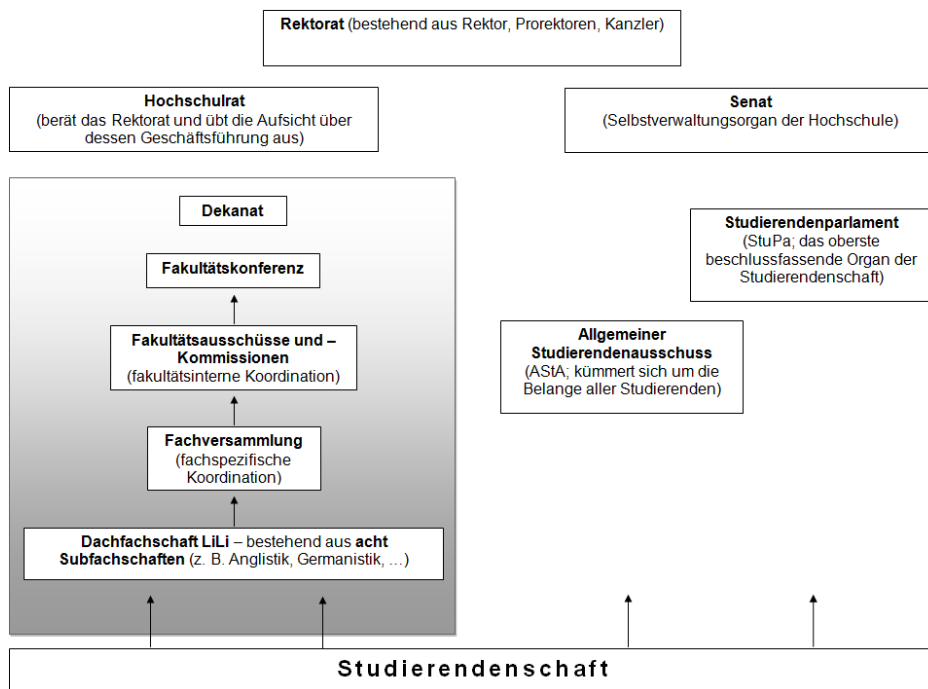 Rektorat (bestehend aus Rektor, Prorektoren, Kanzler)
Hochschulrat
(berät das Rektorat und übt die Aufsicht über
dessen Geschäftsführung aus)
Senat
(Selbstverwaltungsorgan der Hochschule)
Dekanat
Studierendenparlament
(StuPa; das oberste
beschlussfassende Organ der
Studierendenschaft)
Fakultätskonferenz
Fakultätsausschüsse und –
Kommissionen
(fakultätsinterne Koordination)
Allgemeiner
Studierendenausschuss
(AStA; kümmert sich um die
Belange aller Studierenden)
Fachversammlung
(fachspezifische
Koordination)
Dachfachschaft LiLi – bestehend aus acht
Subfachschaften (z. B. Anglistik, Germanistik, …)
Studierendenschaft